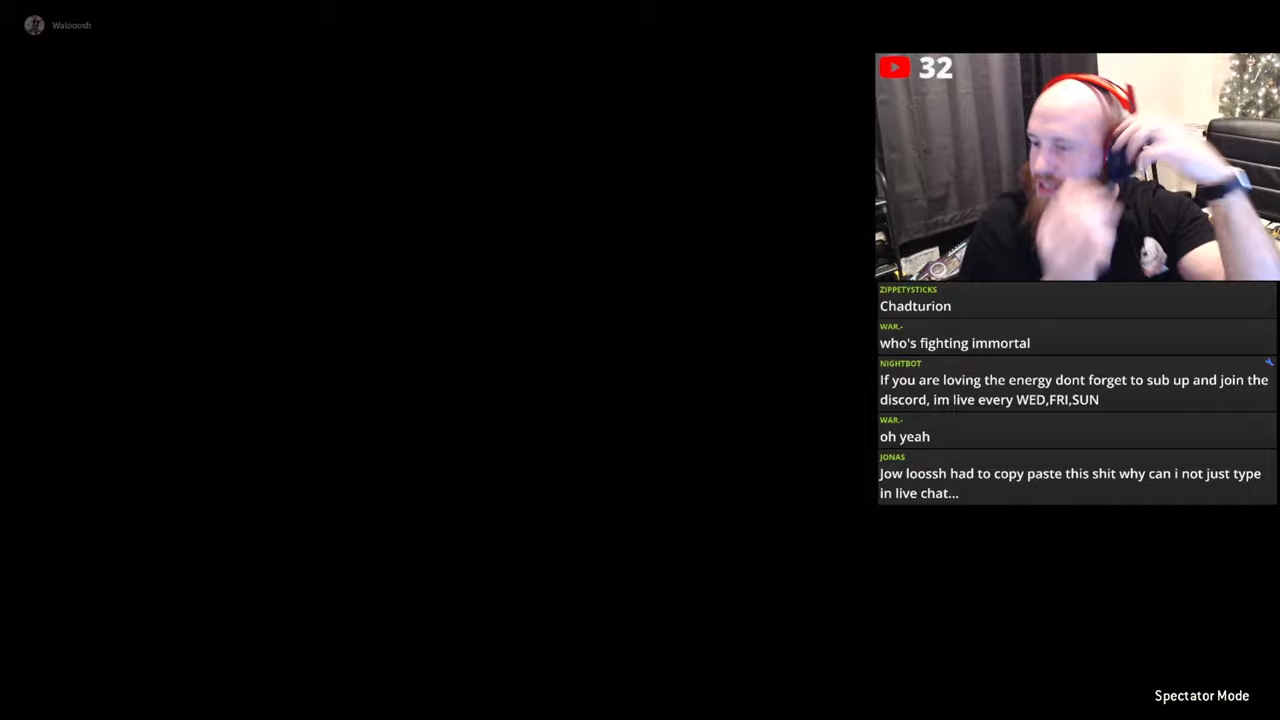 Walooosh
32
ZIPPETYSTICKS
Chadturion
WAR.-
who's fighting immortal
NIGHTBOT
If you are loving the energy dont forget to sub up and join the
discord, im live every WED,FRI,SUN
WAR.-
oh yeah
JONAS
Jow loossh had to copy paste this shit why can i not just type
in live chat...
Spectator Mode